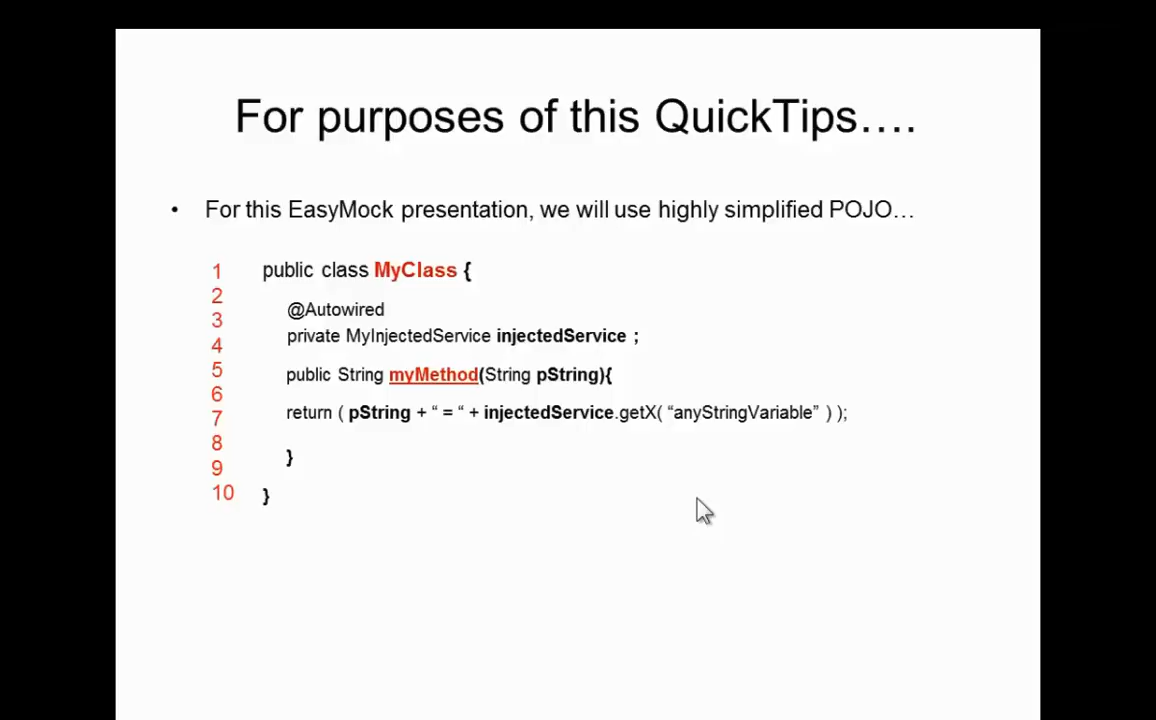 For purposes of this QuickTips....
• For this EasyMock presentation, we will use highly simplified POJO…
1 public class MyClass {
2
@Autowired
3
private MyInjectedService injectedService ;
4
5 public String myMethod(String pString){
6
7 return ( pString + “ = “ + injectedService.getX( “anyStringVariable” ) );
8
}
9
10 }